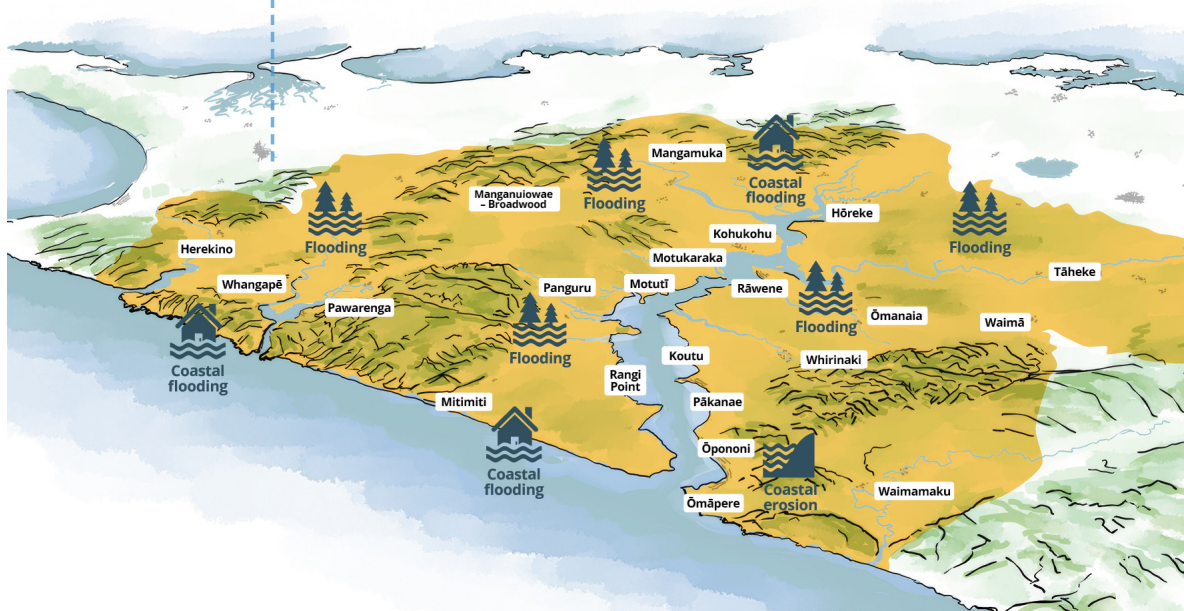 Mangamuka
Coastal
flooding
Manganuiowae
– Broadwood
Flooding
Hōreke
Flooding
Flooding
Kohukohu
Herekino
Motukaraka
Tāheke
Whangapē
Panguru
Motutī
Rāwene
Pawarenga
Flooding
Ōmanaia
Waimā
Flooding
Koutu
Whirinaki
Coastal
flooding
Rangi
Point
Mitimiti
Pākanae
Ōpononi
Coastal
flooding
Coastal
erosion
Waimamaku
Ōmāpere